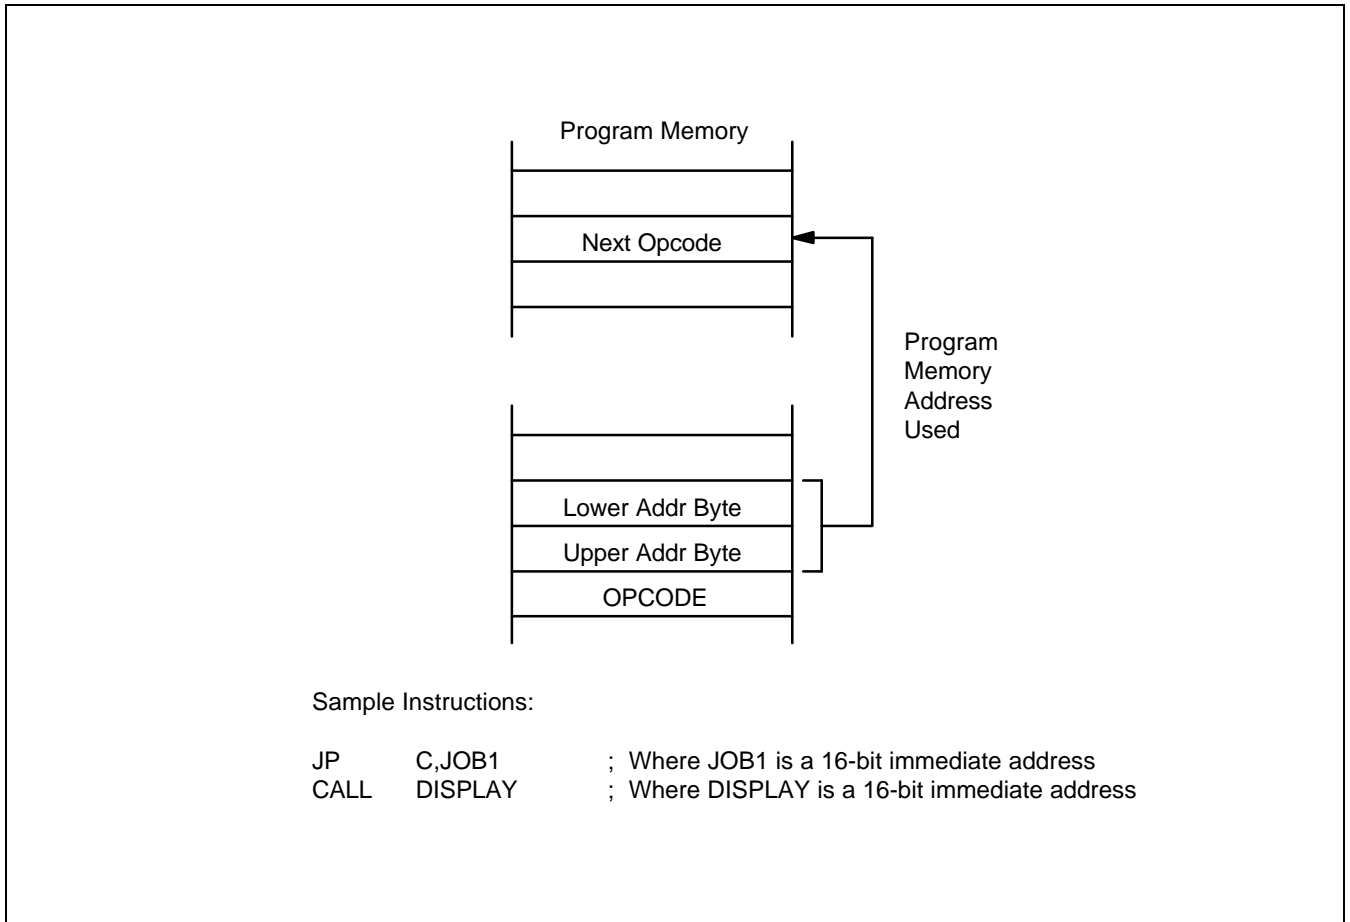 Program Memory
Next Opcode
Program
Memory
Address
Used
Lower Addr Byte
Upper Addr Byte
OPCODE
Sample Instructions:
JP C,JOB1 ; Where JOB1 is a 16-bit immediate address
CALL DISPLAY ; Where DISPLAY is a 16-bit immediate address